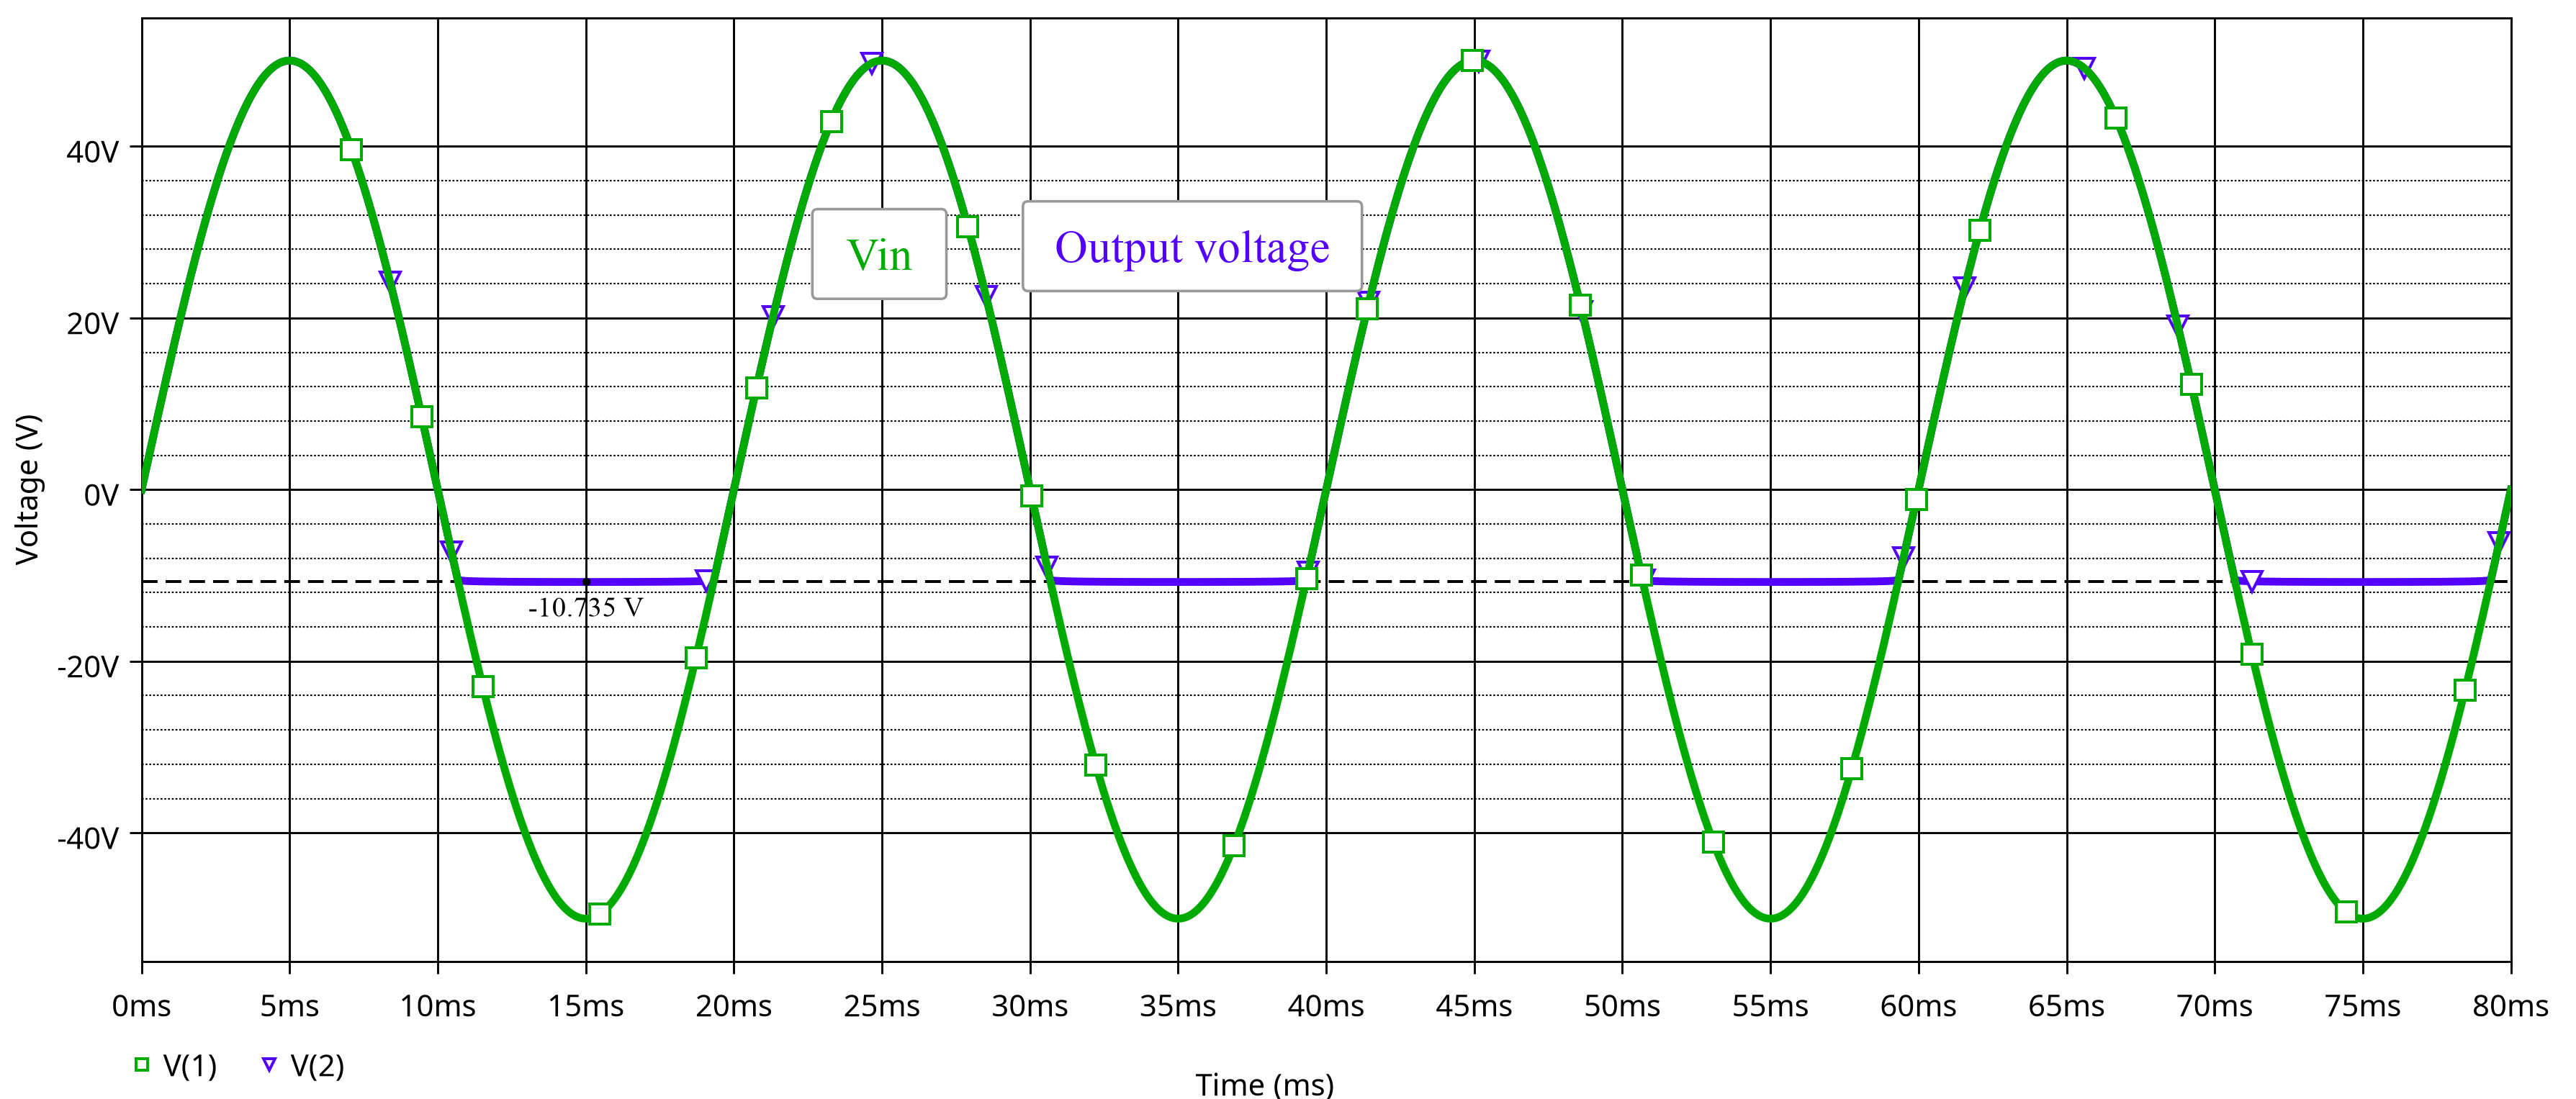 40V
20V
0V
-20V
-40V
Voltage (V)
Vin
Output voltage
-10.735 V
0ms 5ms 10ms 15ms 20ms 25ms 30ms 35ms 40ms 45ms 50ms 55ms 60ms 65ms 70ms 75ms 80ms
V(1) V(2)
Time (ms)